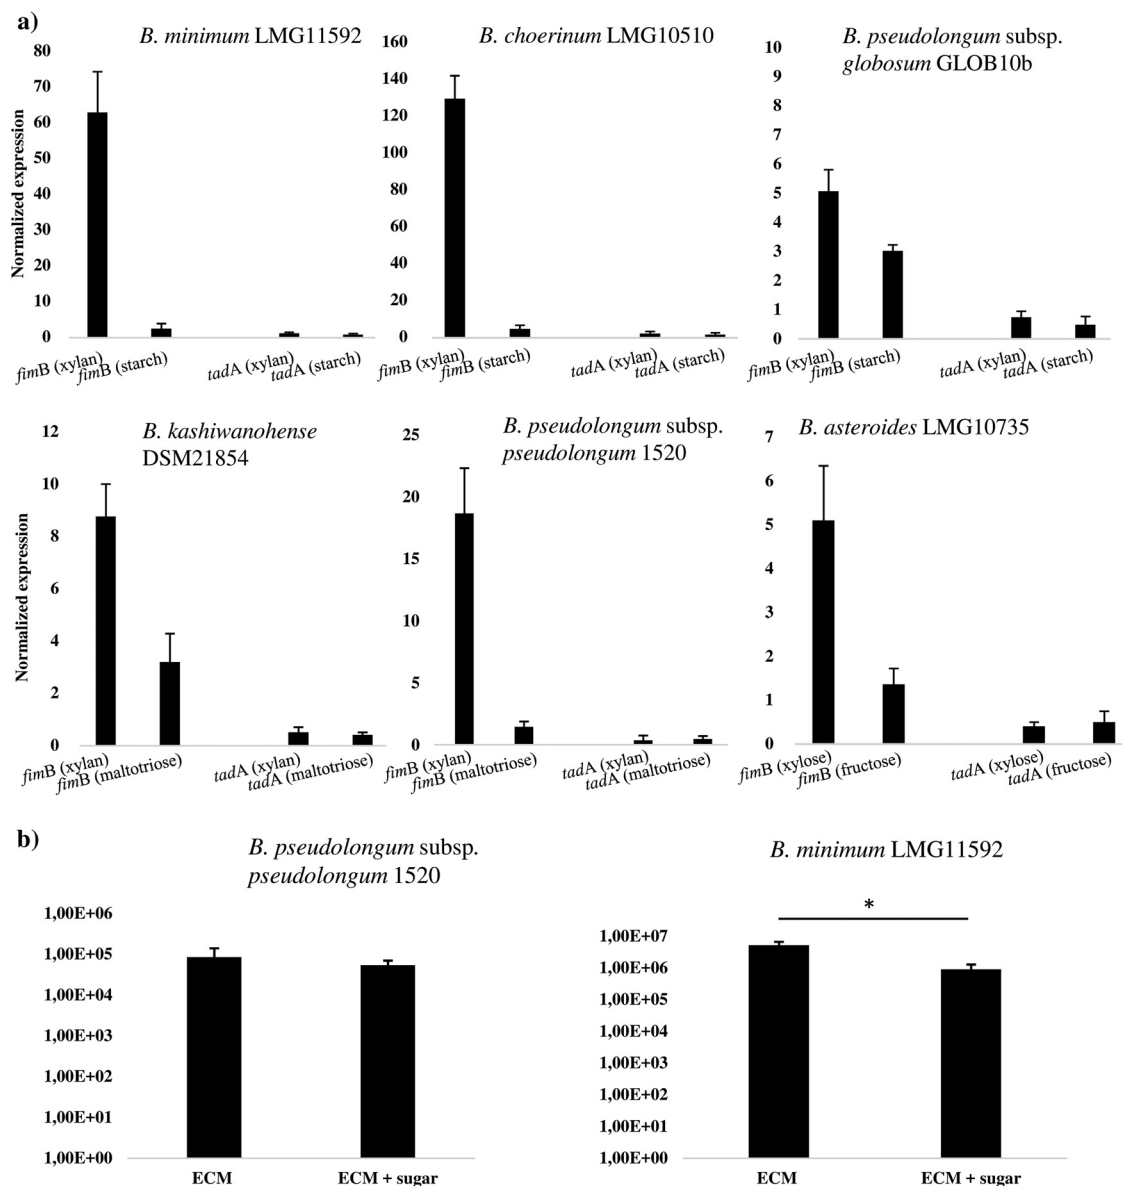 a)
B. minimum LMG11592
80
70
60
50
40
30
20
10
0
Normalized expression
fimB (xylan)
fimB (starch)
tadA (xylan)
tadA (starch)
B. choerinum LMG10510
160
140
120
100
80
60
40
20
0
fimB (xylan)
fimB (starch)
tadA (xylan)
tadA (starch)
B. pseudolongum subsp.
globosum GLOB10b
10
9
8
7
6
5
4
3
2
1
0
fimB (xylan)
fimB (starch)
tadA (xylan)
tadA (starch)
B. kashiwanohense
DSM21854
12
10
8
6
4
2
0
Normalized expression
fimB (xylan)
fimB (maltotriose)
tadA (xylan)
tadA (maltotriose)
B. pseudolongum subsp.
pseudolongum 1520
25
20
15
10
5
0
fimB (xylan)
fimB (maltotriose)
tadA (xylan)
tadA (maltotriose)
B. asteroides LMG10735
7
6
5
4
3
2
1
0
fimB (xylose)
fimB (fructose)
tadA (xylose)
tadA (fructose)
b)
B. pseudolongum subsp.
pseudolongum 1520
1,00E+06
1,00E+05
1,00E+04
1,00E+03
1,00E+02
1,00E+01
1,00E+00
ECM
ECM + sugar
B. minimum LMG11592
*
1,00E+07
1,00E+06
1,00E+05
1,00E+04
1,00E+03
1,00E+02
1,00E+01
1,00E+00
ECM
ECM + sugar